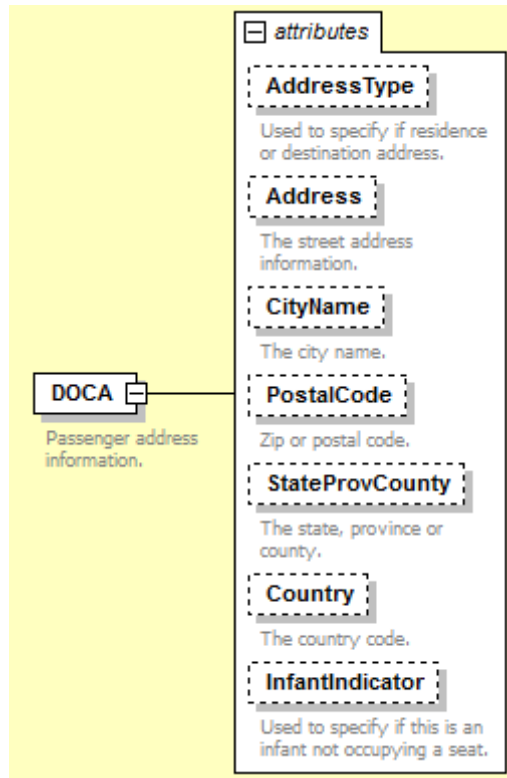 attributes
AddressType
Used to specify if residence
or destination address.
Address
The street address
information.
CityName
The city name.
DOCA
Passenger address
information.
PostalCode
Zip or postal code.
StateProvCounty
The state, province or
county.
Country
The country code.
InfantIndicator
Used to specify if this is an
infant not occupying a seat.